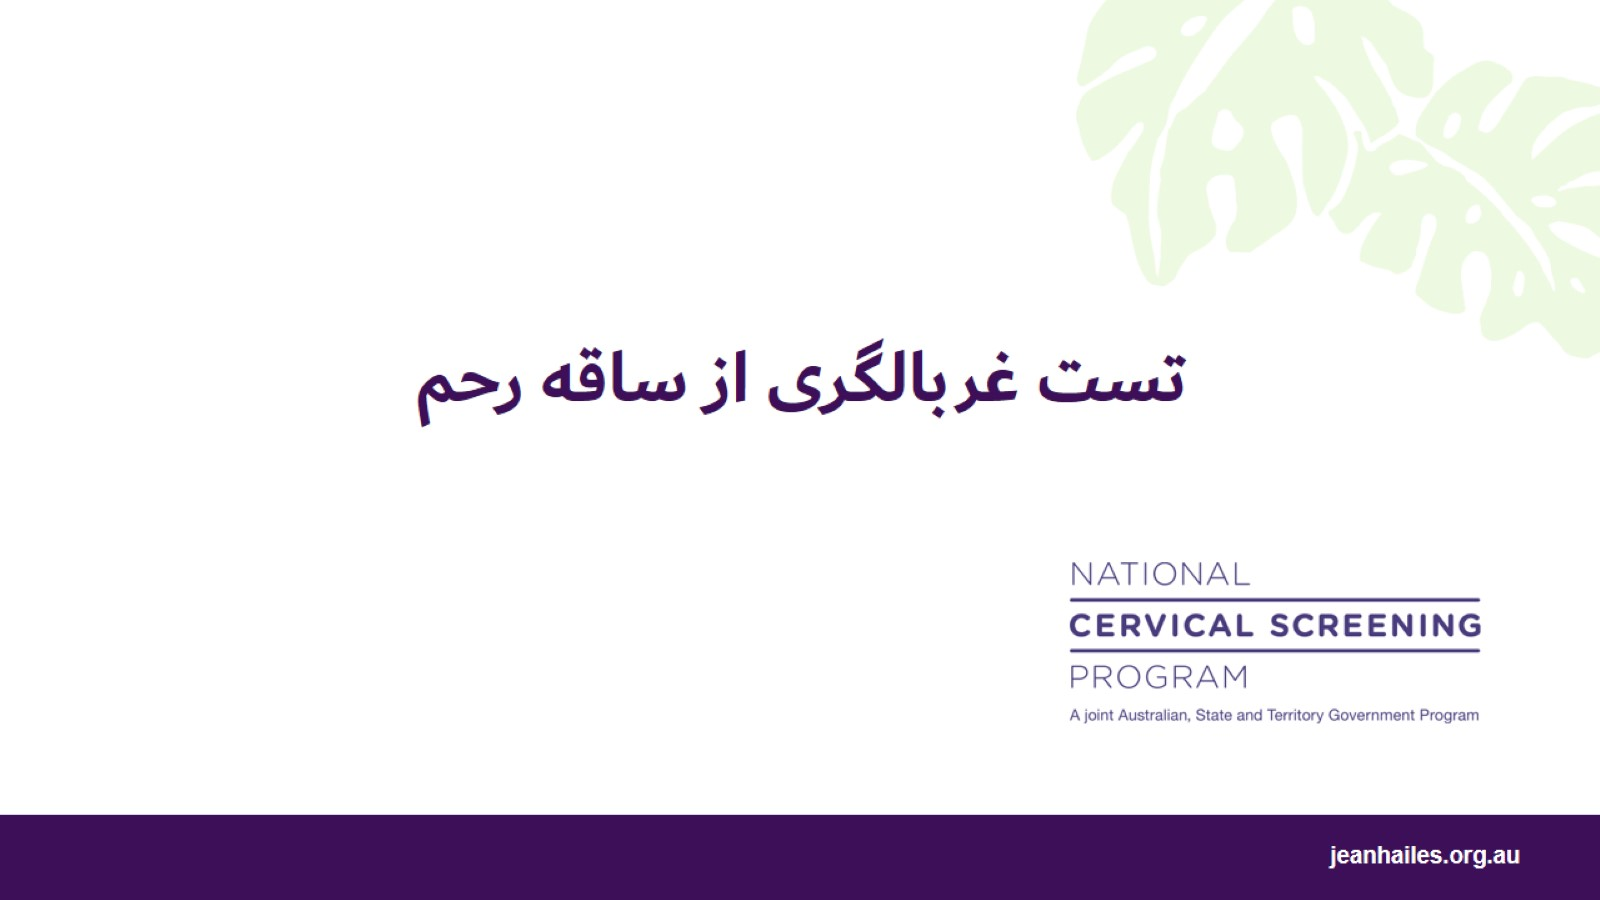 تست غربالگری از ساقه رحم
NATIONAL
CERVICAL SCREENING
PROGRAM
A joint Australian, State and Territory Government Program
jeanhailes.org.au